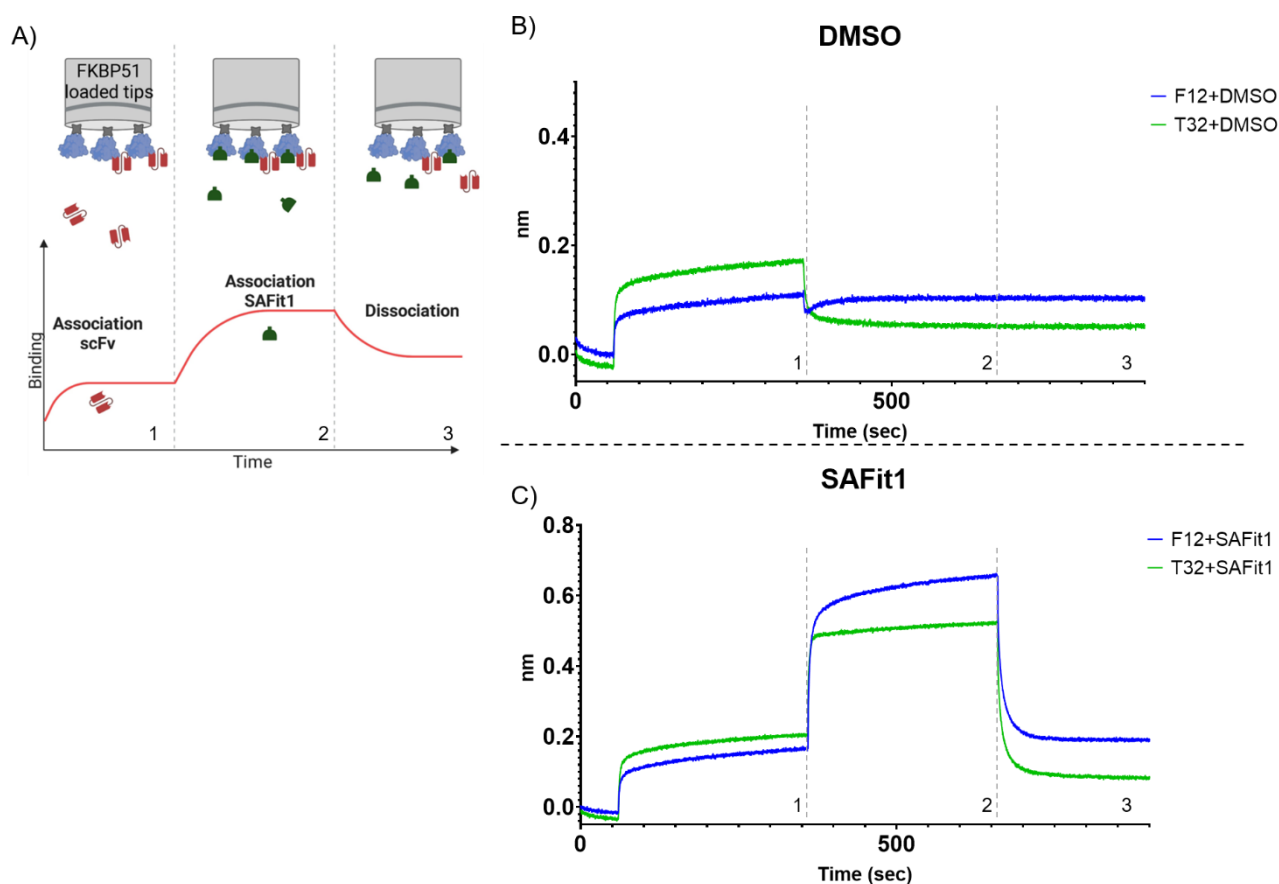 A)
FKBP51
loaded tips
Association
scFv
Association
SAFit1
Dissociation
Binding
1
2
3
Time
B)
DMSO
F12+DMSO
T32+DMSO
nm
0.4
0.2
0.0
1
2
3
0
500
Time (sec)
C)
SAFit1
F12+SAFit1
T32+SAFit1
nm
0.8
0.6
0.4
0.2
0.0
1
2
3
0
500
Time (sec)